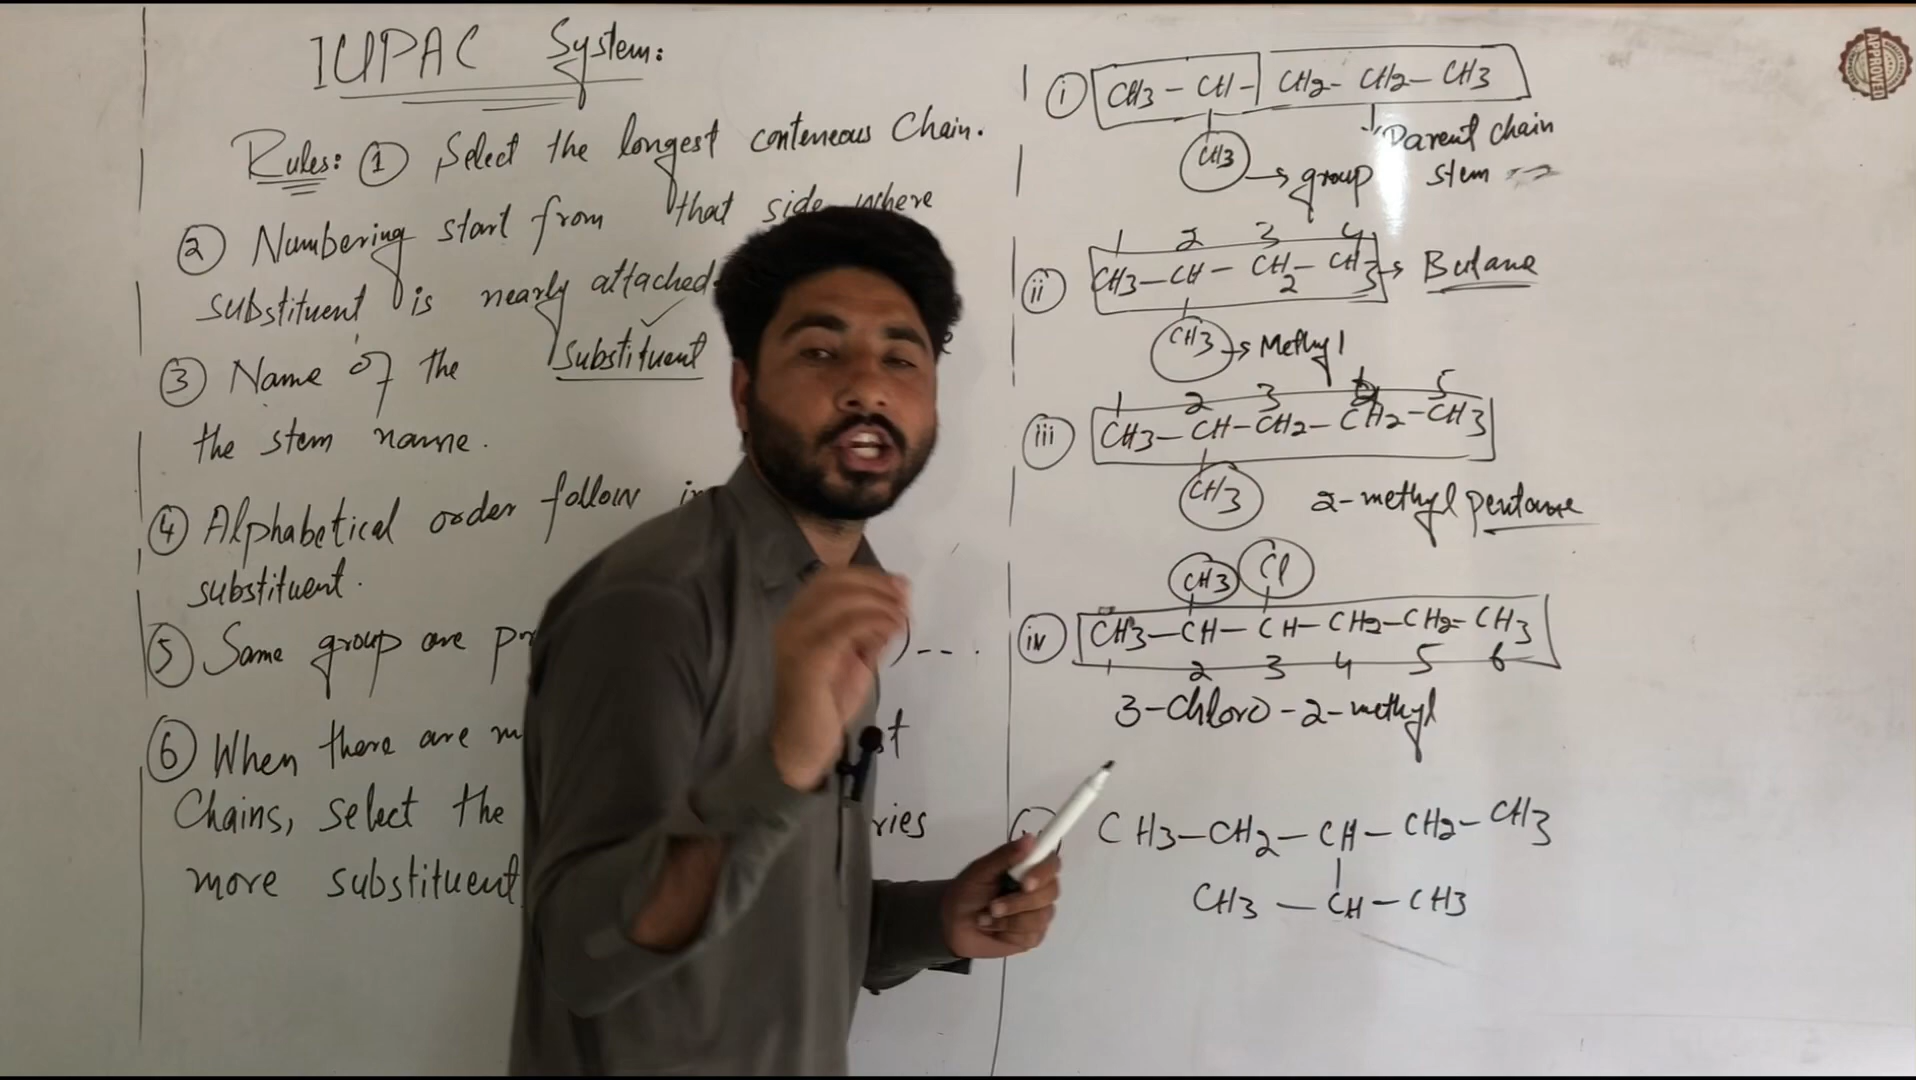 IUPAC System:
Rules: ① Select the longest conteneous Chain.
② Numbering start from that side where
substituent is nearly attached.
③ Name of the substituent
the stem name.
④ Alphabetical order follow in
substituent.
⑤ Same group are ) -- .
⑥ When there are
Chains, select the
more substituent
i CH3 - CH - CH2 - CH2 - CH3
CH3 → group
Parent chain
stem
1 2 3 4
ii CH3 - CH - CH2 - CH3 → Butane
CH3 → Methyl
1 2 3 4 5
iii CH3 - CH - CH2 - CH2 - CH3
CH3 2-methyl pentane
CH3 Cl
iv CH3 - CH - CH - CH2 - CH2 - CH3
1 2 3 4 5 6
3-Chloro-2-methyl
CH3 - CH2 - CH - CH2 - CH3
CH3 - CH - CH3
APPROVED